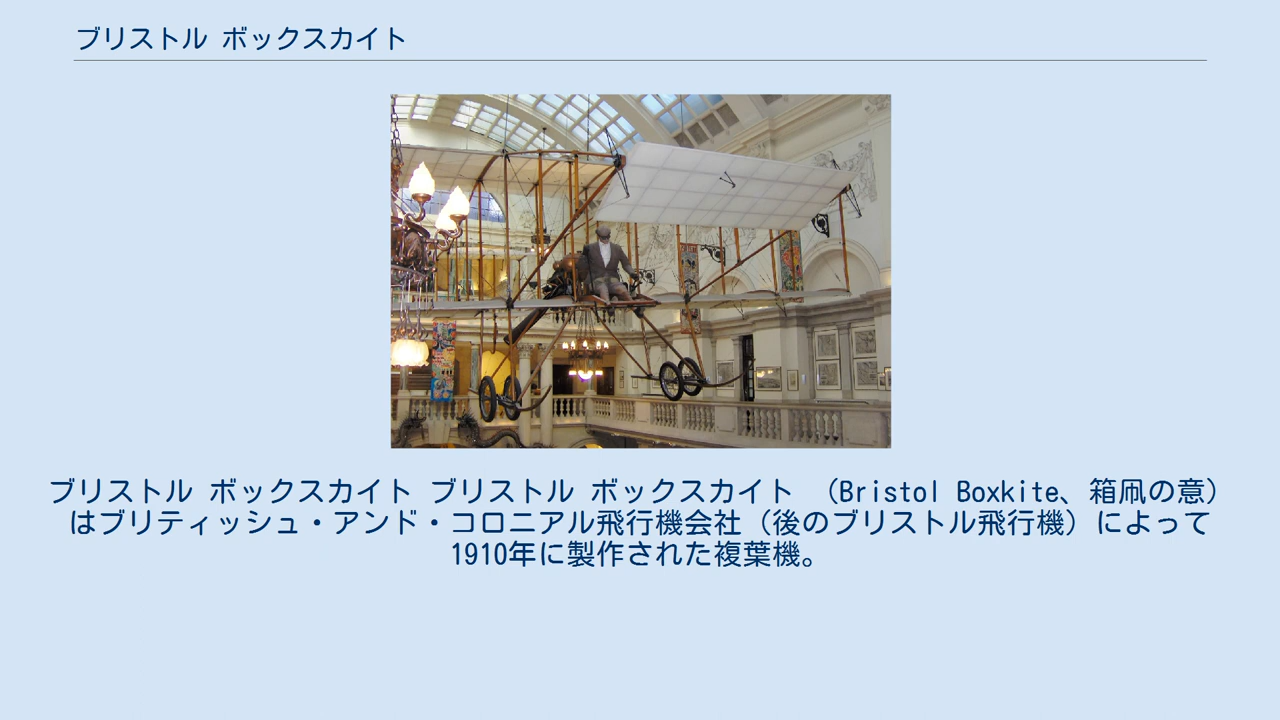 ブリストル ボックスカイト
ブリストル ボックスカイト ブリストル ボックスカイト （Bristol Boxkite、箱凧の意）
はブリティッシュ・アンド・コロニアル飛行機会社（後のブリストル飛行機）によって
1910年に製作された複葉機。